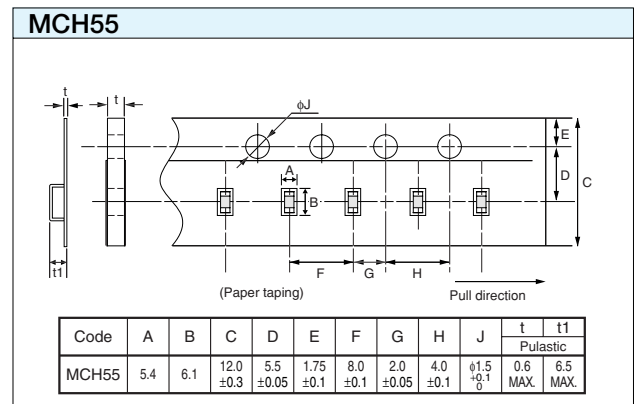 MCH55
t
t
φJ
A
B
E
D
C
t1
F
G
H
(Paper taping)
Pull direction
Code A B C D E F G H J t t1
Pulastic
MCH55 5.4 6.1 12.0 ±0.3 5.5 ±0.05 1.75 ±0.1 8.0 ±0.1 2.0 ±0.05 4.0 ±0.1 φ1.5 +0.1 0 0.6 MAX. 6.5 MAX.